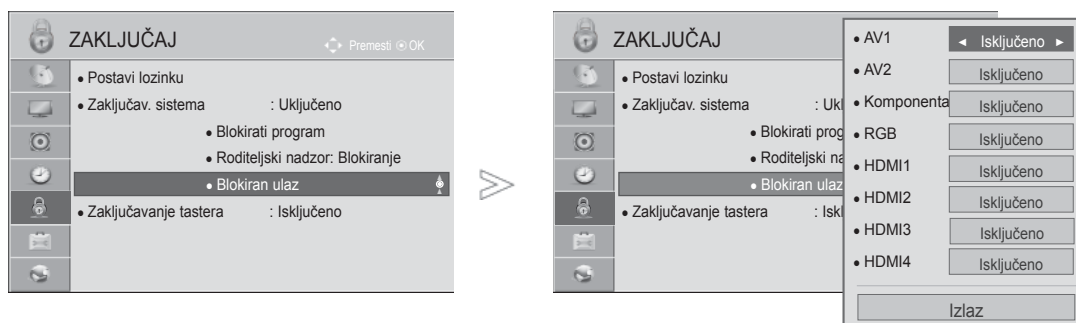 ZAKLJUČAJ
Premesti OK
• Postavi lozinku
• Zaključav. sistema : Uključeno
• Blokirati program
• Roditeljski nadzor: Blokiranje
• Blokiran ulaz
• Zaključavanje tastera : Isključeno
ZAKLJUČAJ
• Postavi lozinku
• Zaključav. sistema : Ukl
• Blokirati prog
• Roditeljski na
• Blokiran ulaz
• Zaključavanje tastera : Iskl
• AV1 ◄ Isključeno ►
• AV2 Isključeno
• Komponenta Isključeno
• RGB Isključeno
• HDMI1 Isključeno
• HDMI2 Isključeno
• HDMI3 Isključeno
• HDMI4 Isključeno
Izlaz